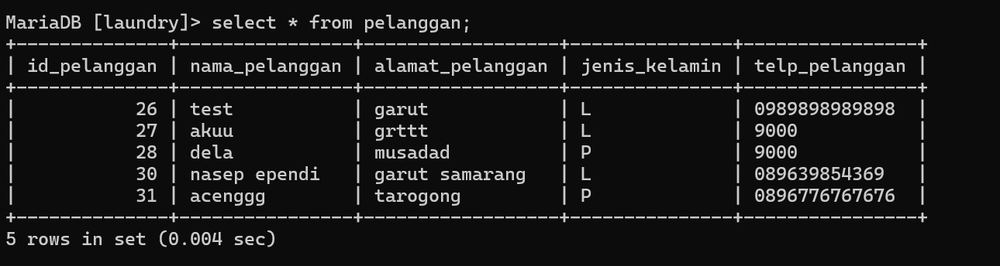 MariaDB [laundry]> select * from pelanggan;
+--------------+----------------+------------------+---------------+----------------+
| id_pelanggan | nama_pelanggan | alamat_pelanggan | jenis_kelamin | telp_pelanggan |
+--------------+----------------+------------------+---------------+----------------+
|           26 | test           | garut            | L             | 0989898989898  |
|           27 | akuu           | grttt            | L             | 9000           |
|           28 | dela           | musadad          | P             | 9000           |
|           30 | nasep ependi   | garut samarang   | L             | 089639854369   |
|           31 | acenggg        | tarogong         | P             | 0896776767676  |
+--------------+----------------+------------------+---------------+----------------+
5 rows in set (0.004 sec)